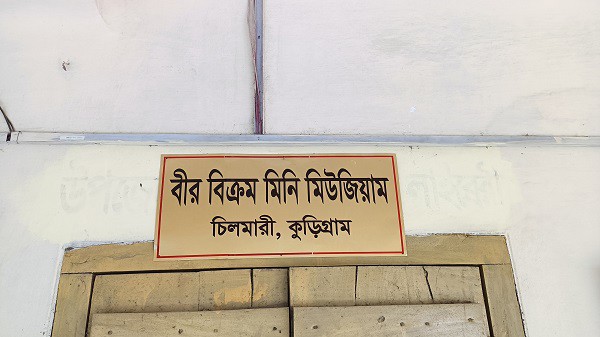 বীর বিক্রম মিনি মিউজিয়াম
চিলমারী, কুড়িগ্রাম